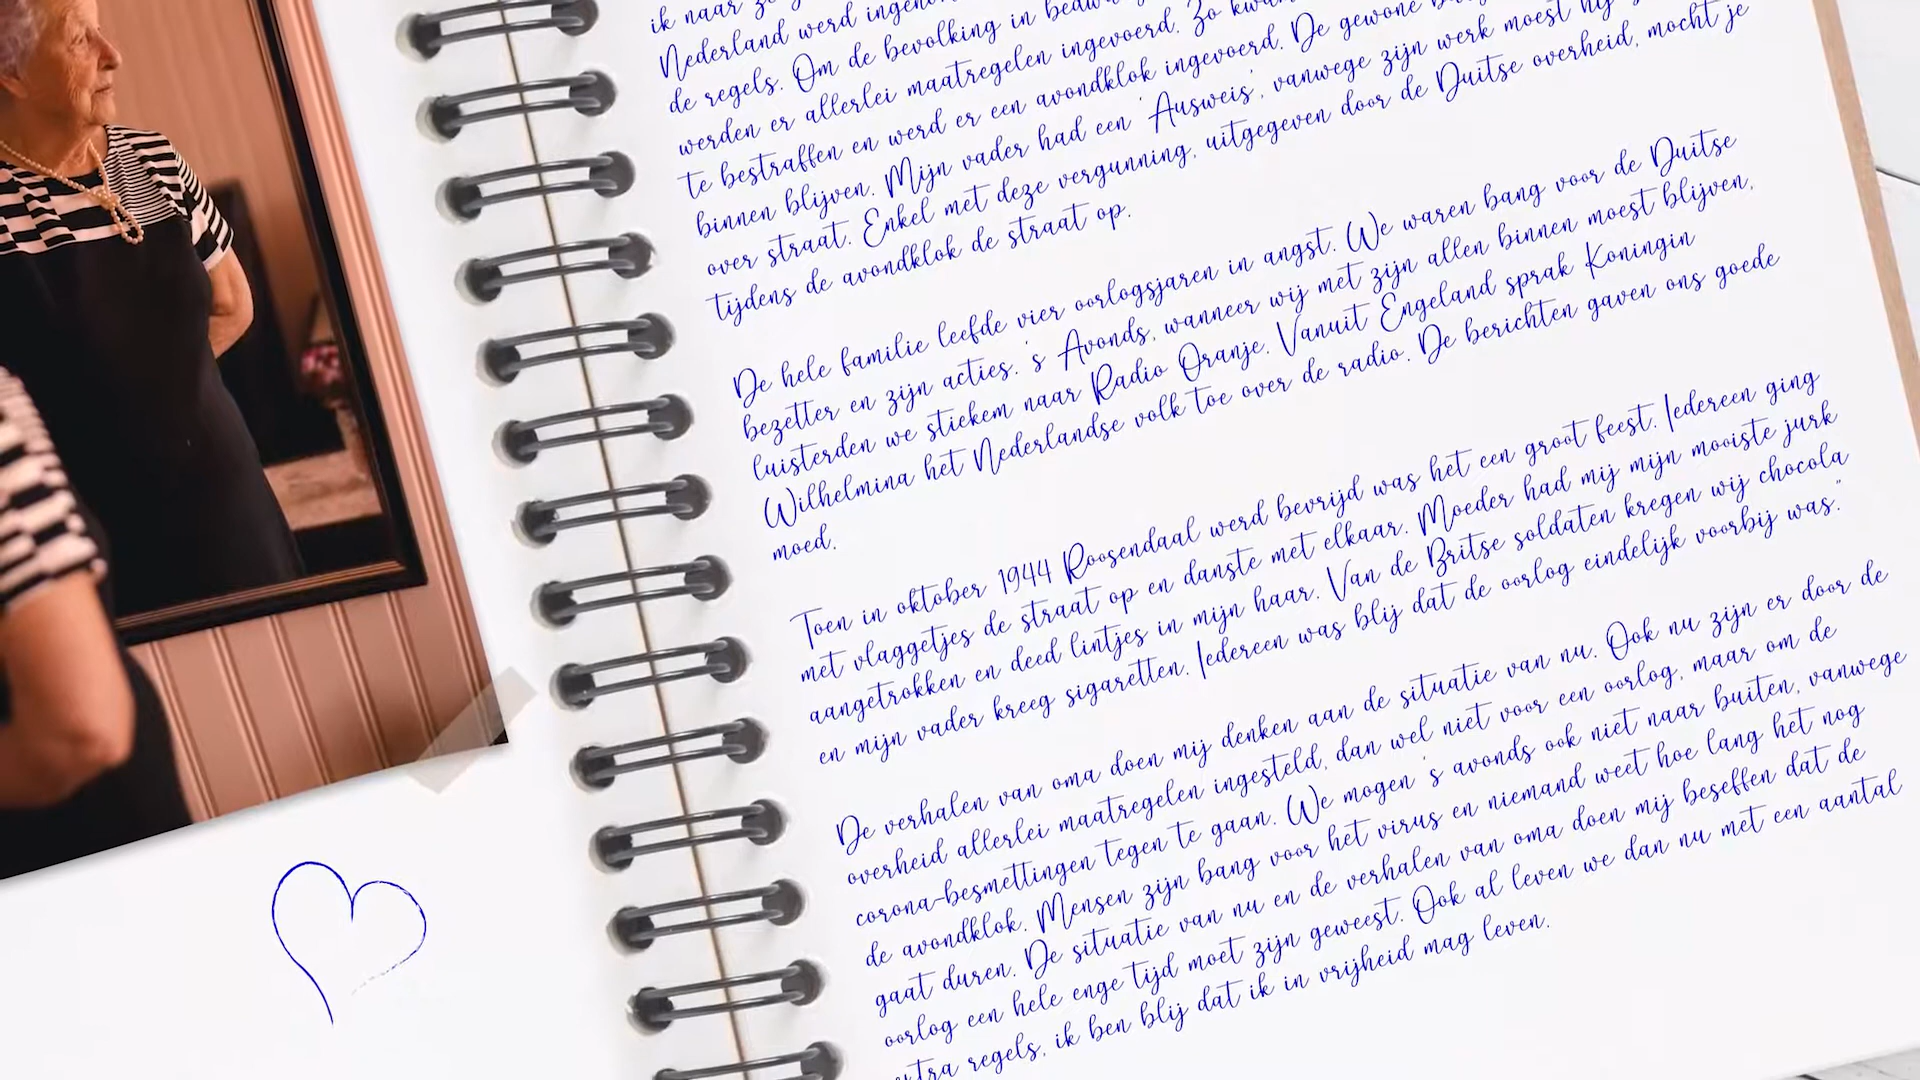 ik naar
Nederland werd
de regels. Om de bevolking in
werden er allerlei maatregelen ingevoerd. Zo
te bestraffen en werd er een avondklok ingevoerd. De gewone
binnen blijven. Mijn vader had een 'Ausweis', vanwege zijn werk moest hij
over straat. Enkel met deze vergunning, uitgegeven door de Duitse overheid, mocht je
tijdens de avondklok de straat op.
De hele familie leefde vier oorlogsjaren in angst. We waren bang voor de Duitse
bezetter en zijn acties. 's Avonds, wanneer wij met zijn allen binnen moest blijven,
luisterden we stiekem naar Radio Oranje. Vanuit Engeland sprak Koningin
Wilhelmina het Nederlandse volk toe over de radio. De berichten gaven ons goede
moed.
Toen in oktober 1944 Roosendaal werd bevrijd was het een groot feest. Iedereen ging
met vlaggetjes de straat op en danste met elkaar. Moeder had mij mijn mooiste jurk
aangetrokken en deed lintjes in mijn haar. Van de Britse soldaten kregen wij chocola
en mijn vader kreeg sigaretten. Iedereen was blij dat de oorlog eindelijk voorbij was."
De verhalen van oma doen mij denken aan de situatie van nu. Ook nu zijn er door de
overheid allerlei maatregelen ingesteld, dan wel niet voor een oorlog, maar om de
corona-besmettingen tegen te gaan. We mogen 's avonds ook niet naar buiten, vanwege
de avondklok. Mensen zijn bang voor het virus en niemand weet hoe lang het nog
gaat duren. De situatie van nu en de verhalen van oma doen mij beseffen dat de
oorlog een hele enge tijd moet zijn geweest. Ook al leven we dan nu met een aantal
extra regels, ik ben blij dat ik in vrijheid mag leven.